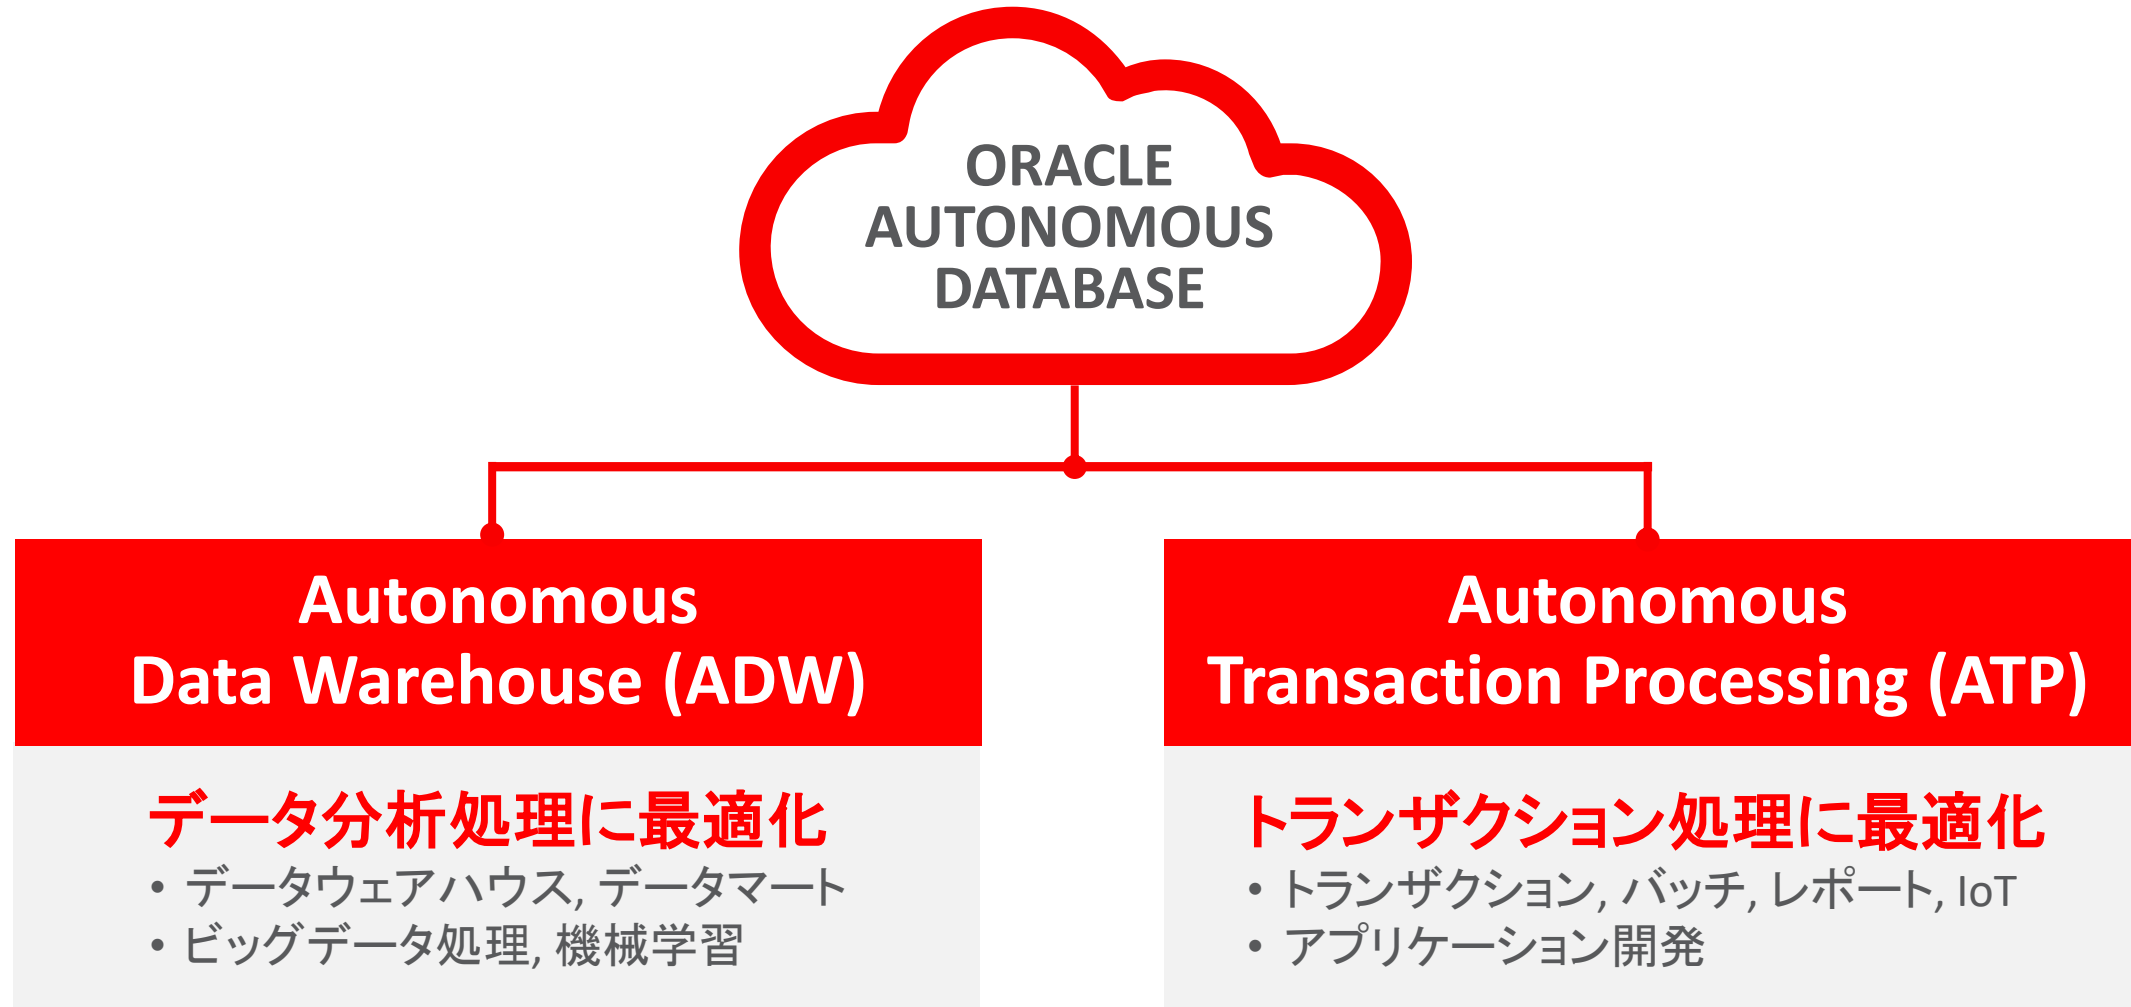 ORACLE
AUTONOMOUS
DATABASE
Autonomous
Data Warehouse (ADW)
データ分析処理に最適化
• データウェアハウス, データマート
• ビッグデータ処理, 機械学習
Autonomous
Transaction Processing (ATP)
トランザクション処理に最適化
• トランザクション, バッチ, レポート, IoT
• アプリケーション開発